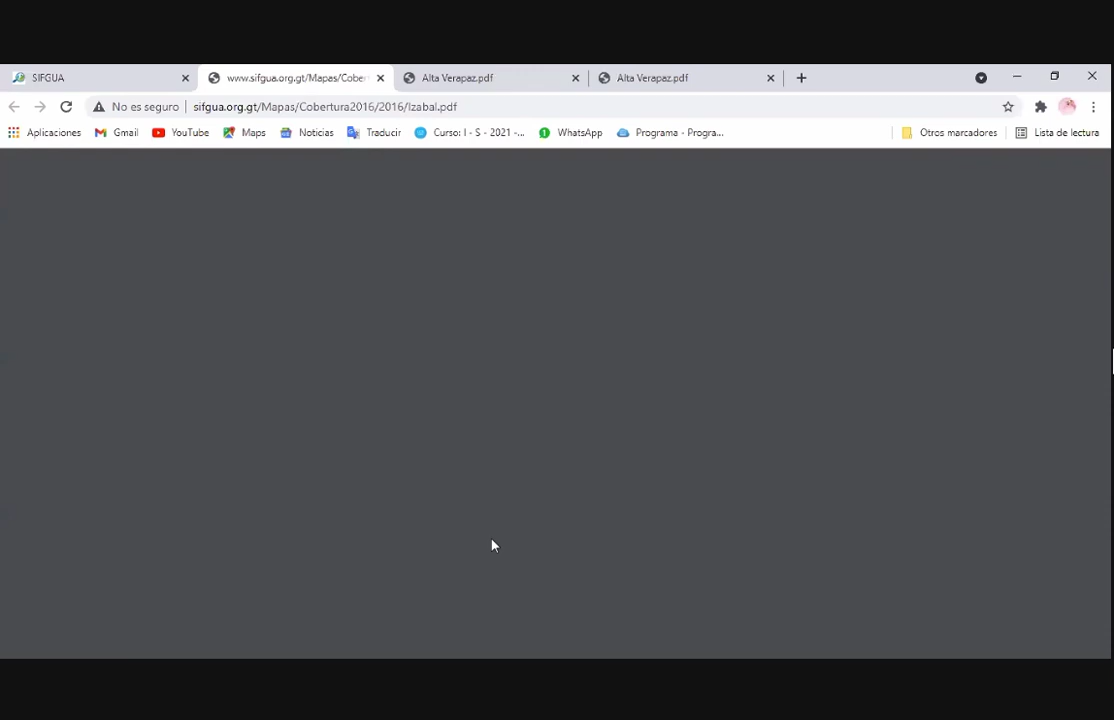 SIFGUA www.sifgua.org.gt/Mapas/Cober Alta Verapaz.pdf Alta Verapaz.pdf
No es seguro sifgua.org.gt/Mapas/Cobertura2016/2016/Izabal.pdf
Aplicaciones Gmail YouTube Maps Noticias Traducir Curso: I - S - 2021 -... WhatsApp Programa - Progra... Otros marcadores Lista de lectura